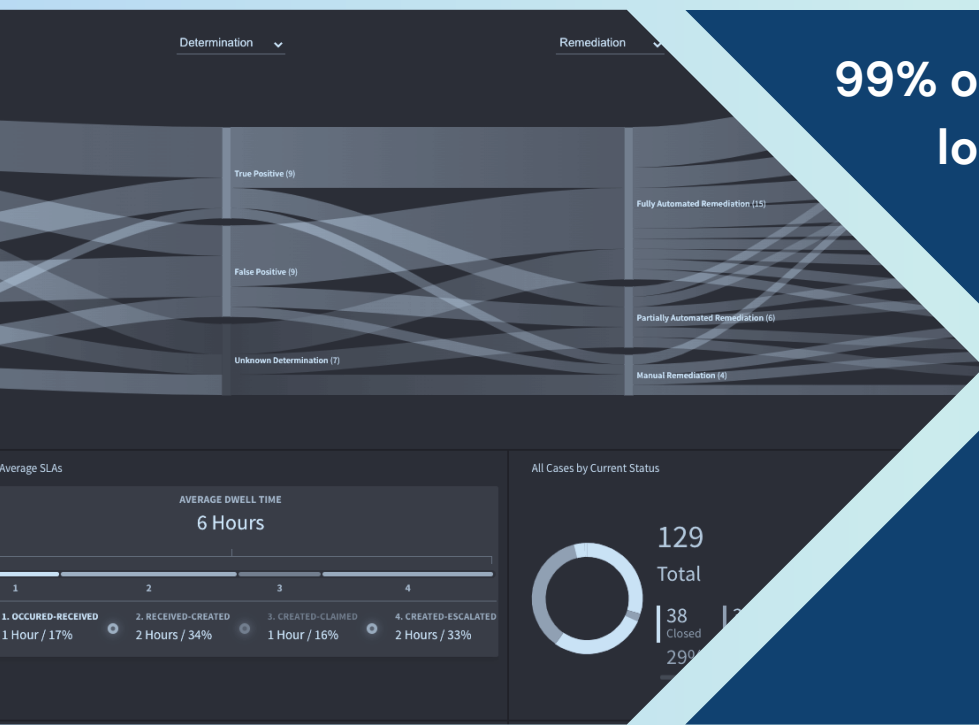 Determination Remediation
99% o
lo
True Positive (9)
Fully Automated Remediation (15)
False Positive (9)
Partially Automated Remediation (6)
Unknown Determination (7)
Manual Remediation (4)
Average SLAs
All Cases by Current Status
AVERAGE DWELL TIME
6 Hours
1 2 3 4
1. OCCURED-RECEIVED 2. RECEIVED-CREATED 3. CREATED-CLAIMED 4. CREATED-ESCALATED
1 Hour / 17% 2 Hours / 34% 1 Hour / 16% 2 Hours / 33%
129
Total
38
Closed
29%